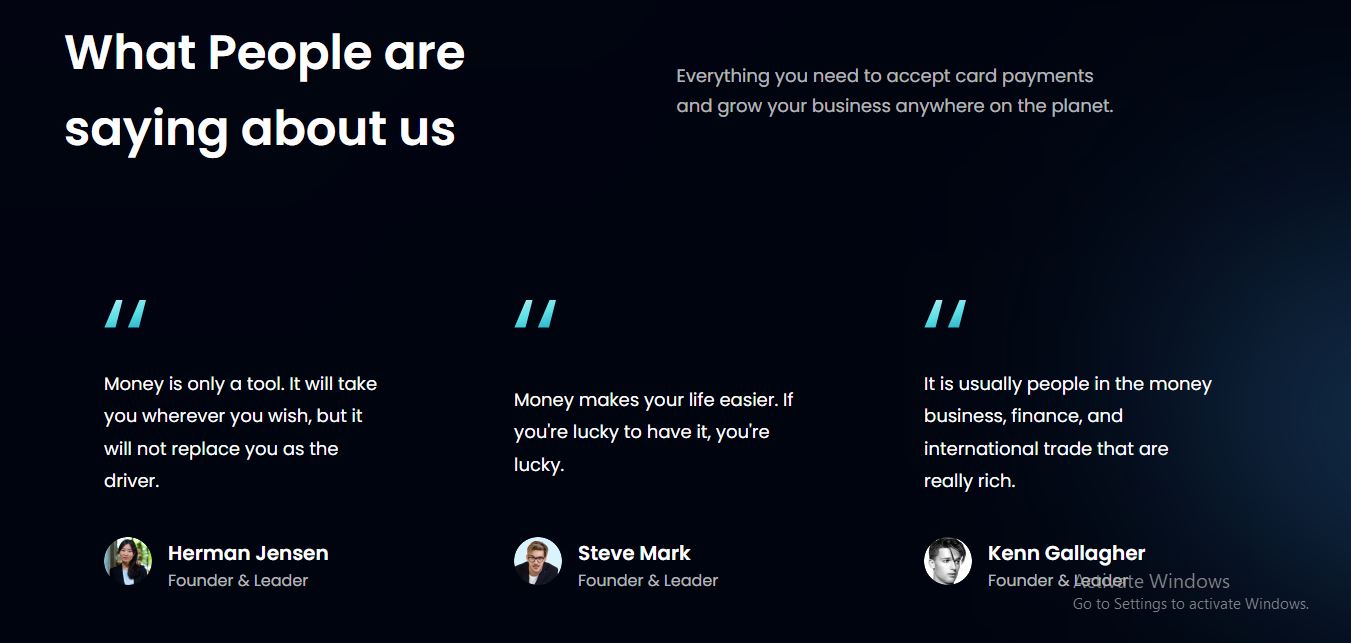 What People are
saying about us
Everything you need to accept card payments
and grow your business anywhere on the planet.
Money is only a tool. It will take
you wherever you wish, but it
will not replace you as the
driver.
Herman Jensen
Founder & Leader
Money makes your life easier. If
you're lucky to have it, you're
lucky.
Steve Mark
Founder & Leader
It is usually people in the money
business, finance, and
international trade that are
really rich.
Kenn Gallagher
Founder & Leader
Activate Windows
Go to Settings to activate Windows.